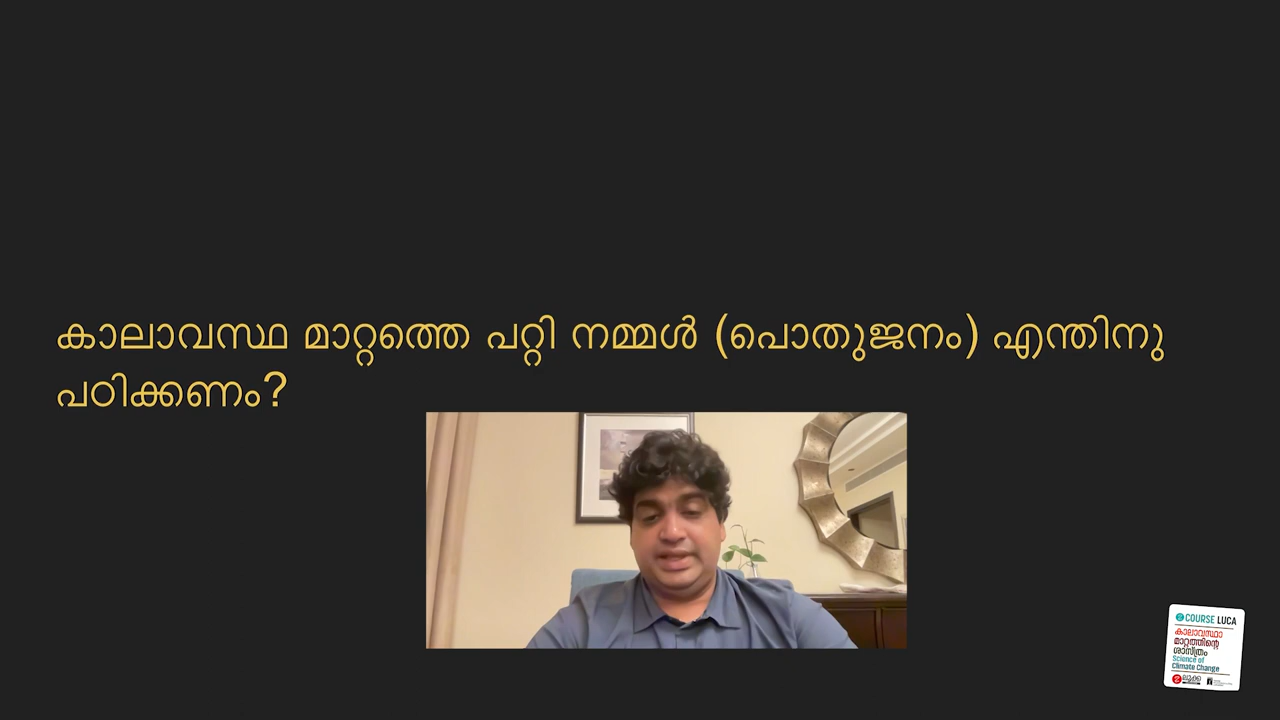 കാലാവസ്ഥ മാറ്റത്തെ പറ്റി നമ്മൾ (പൊതുജനം) എന്തിനു
പഠിക്കണം?
COURSE LUCA
കാലാവസ്ഥാ
മാറ്റത്തിന്റെ
ശാസ്ത്രം
Science of
Climate Change
ലൂക്ക